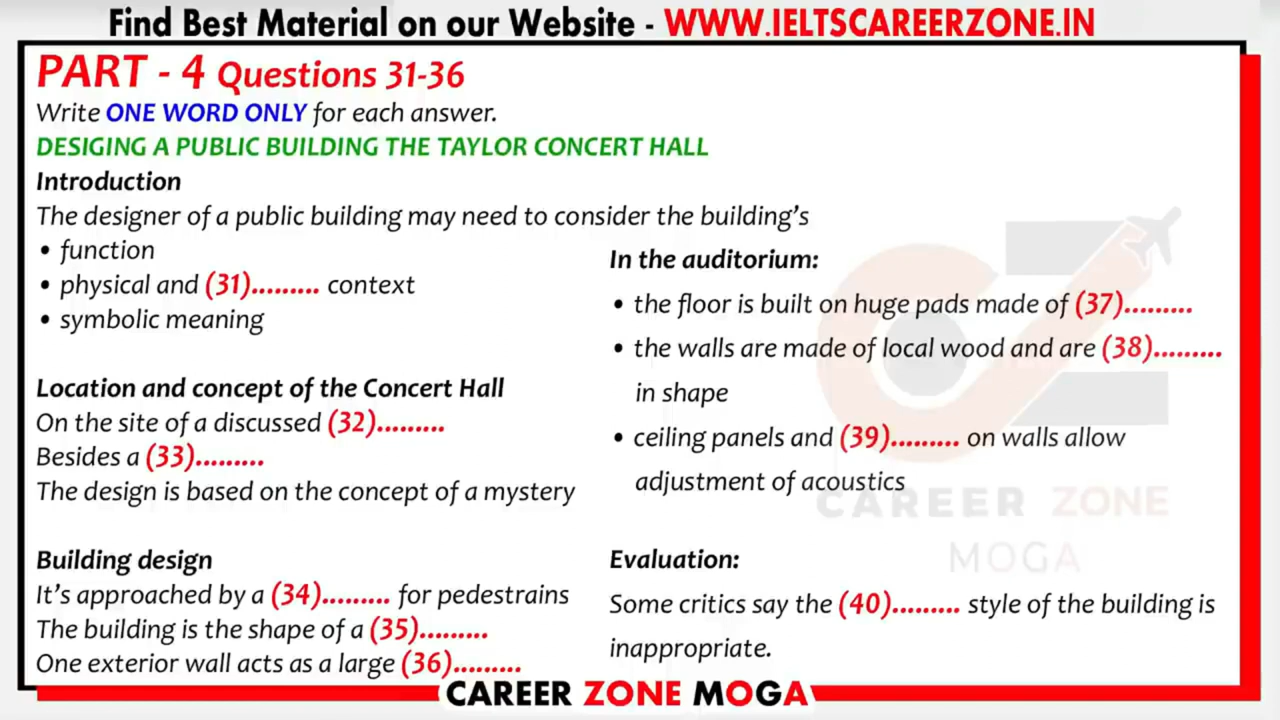 Find Best Material on our Website - WWW.IELTSCAREERZONE.IN
PART - 4 Questions 31-36
Write ONE WORD ONLY for each answer.
DESIGING A PUBLIC BUILDING THE TAYLOR CONCERT HALL
Introduction
The designer of a public building may need to consider the building's
• function
• physical and (31)......... context
• symbolic meaning
Location and concept of the Concert Hall
On the site of a discussed (32).........
Besides a (33).........
The design is based on the concept of a mystery
Building design
It's approached by a (34)......... for pedestrains
The building is the shape of a (35).........
One exterior wall acts as a large (36).........
In the auditorium:
• the floor is built on huge pads made of (37).........
• the walls are made of local wood and are (38).........
in shape
• ceiling panels and (39)......... on walls allow
adjustment of acoustics
Evaluation:
Some critics say the (40)......... style of the building is
inappropriate.
CAREER ZONE
MOGA
CAREER ZONE MOGA